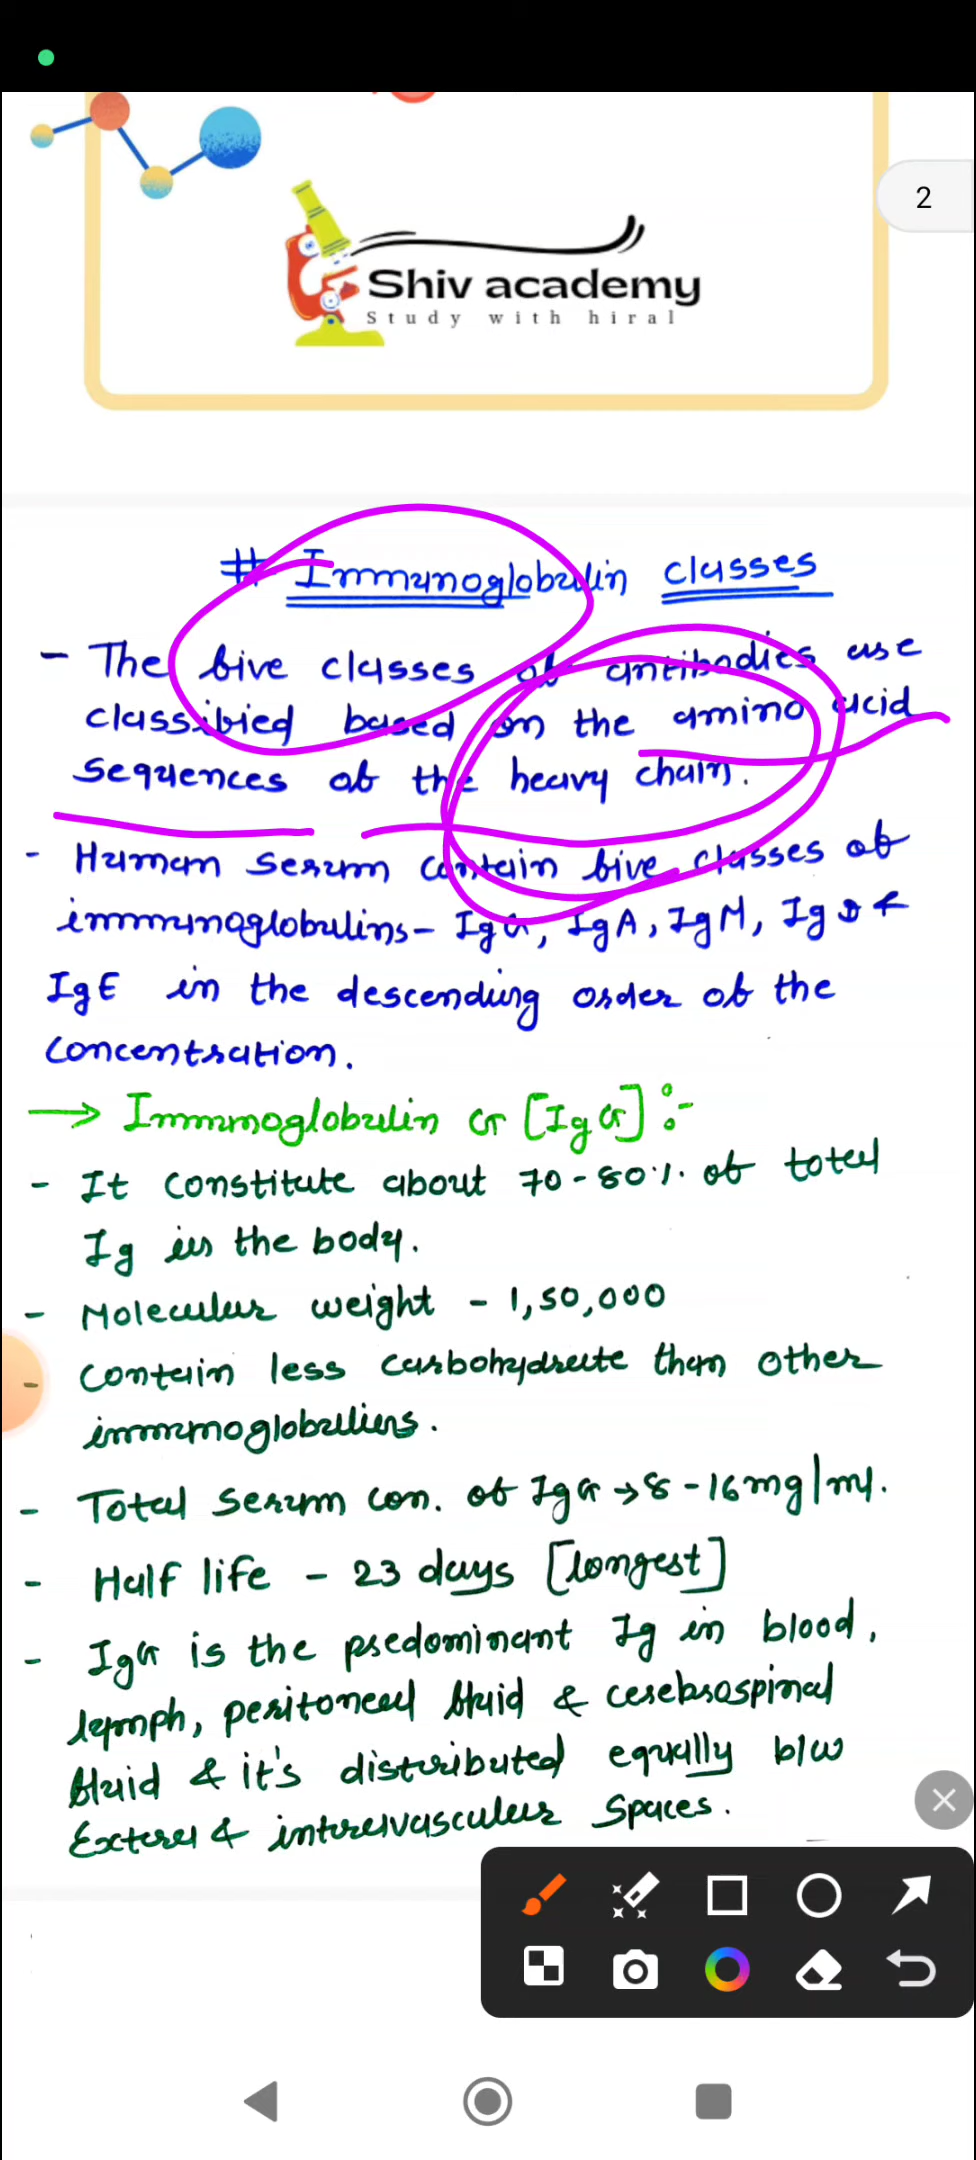 2
Shiv academy
Study with hiral
# Immunoglobulin classes
- The five classes of antibodies are
classified based on the amino acid
sequences of the heavy chain.
- Human serum contain five classes of
immunoglobulins- IgG, IgA, IgM, IgD &
IgE in the descending order of the
concentration.
→ Immunoglobulin G [IgG]:-
- It constitute about 70-80%. of total
Ig in the body.
- Molecular weight - 1,50,000
- contain less carbohydrate than other
immunoglobulins.
- Total serum con. of IgG → 8-16mg/ml.
- Half life - 23 days [longest]
- IgG is the predominant Ig in blood,
lymph, peritoneal fluid & cerebrospinal
fluid & it's distributed equally b/w
Extra & intravascular spaces.